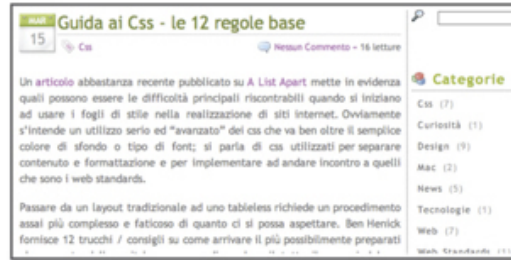 MAR
15
Guida ai Css - le 12 regole base
Css
Nessun Commento - 16 letture
Un articolo abbastanza recente pubblicato su A List Apart mette in evidenza
quali possono essere le difficoltà principali riscontrabili quando si iniziano
ad usare i fogli di stile nella realizzazione di siti internet. Ovviamente
s'intende un utilizzo serio ed "avanzato" dei css che va ben oltre il semplice
colore di sfondo o tipo di font; si parla di css utilizzati per separare
contenuto e formattazione e per implementare ad andare incontro a quelli
che sono i web standards.
Passare da un layout tradizionale ad uno tableless richiede un procedimento
assai più complesso e faticoso di quanto ci si possa aspettare. Ben Henick
fornisce 12 trucchi / consigli su come arrivare il più possibilmente preparati
Categorie
Css (7)
Curiosità (1)
Design (9)
Mac (2)
News (5)
Tecnologie (1)
Web (7)
Web Standards (1)